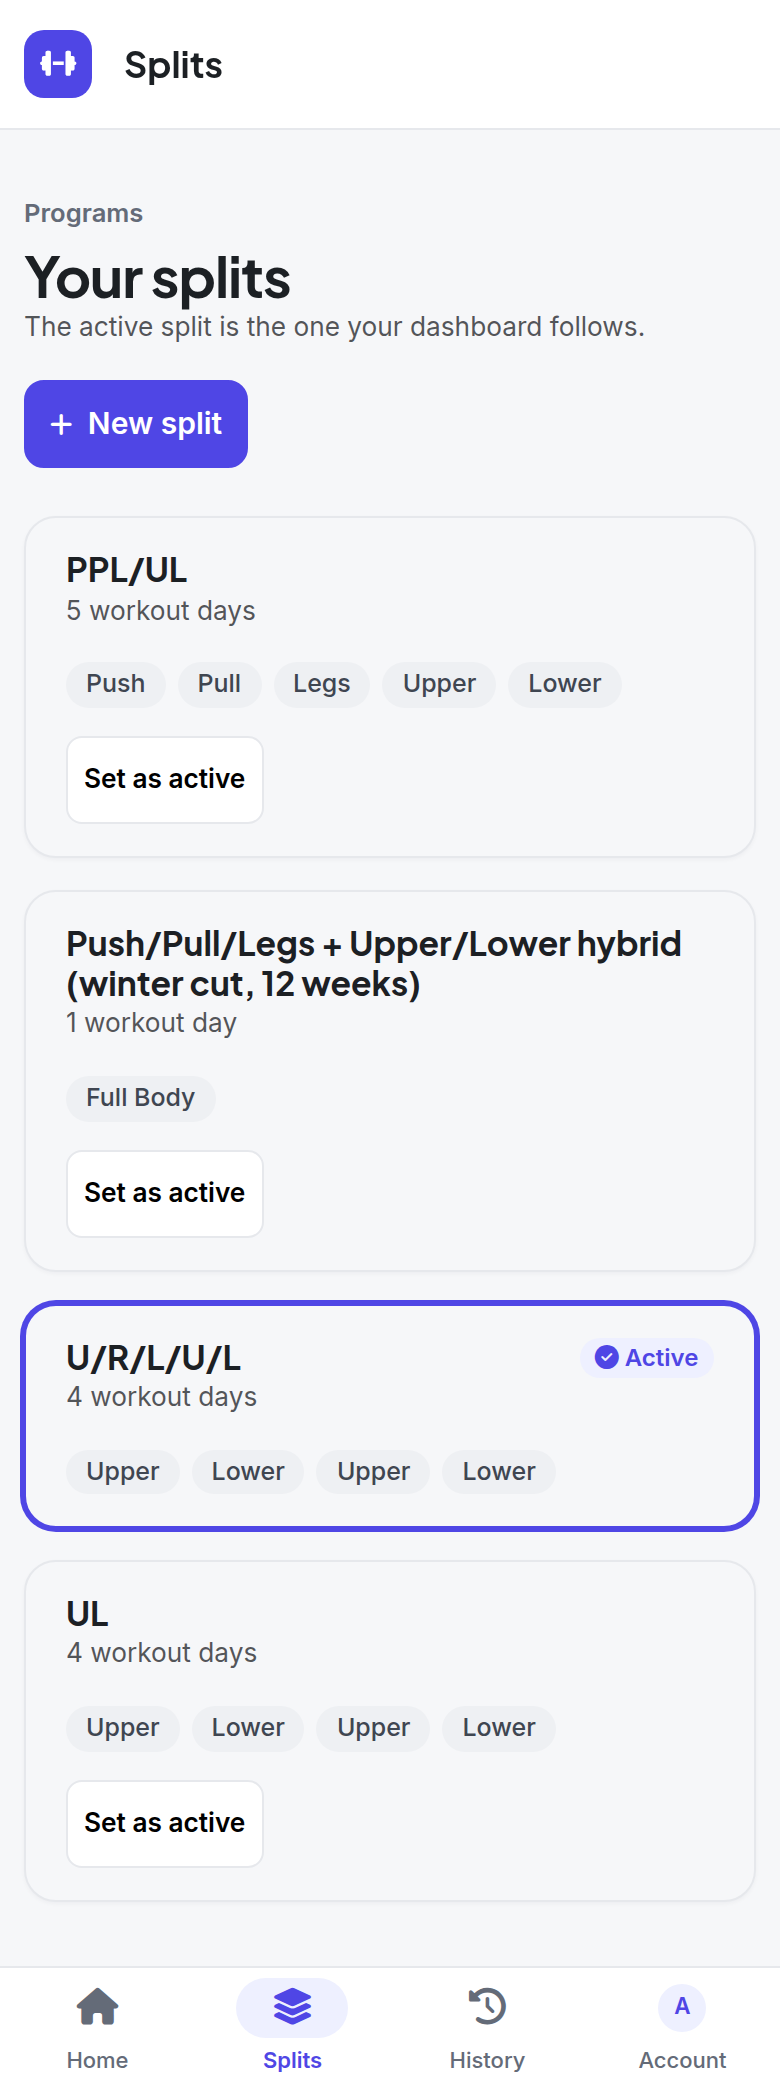 Splits
Programs
Your splits
The active split is the one your dashboard follows.
+ New split
PPL/UL
5 workout days
Push Pull Legs Upper Lower
Set as active
Push/Pull/Legs + Upper/Lower hybrid
(winter cut, 12 weeks)
1 workout day
Full Body
Set as active
U/R/L/U/L Active
4 workout days
Upper Lower Upper Lower
UL
4 workout days
Upper Lower Upper Lower
Set as active
A
Home Splits History Account